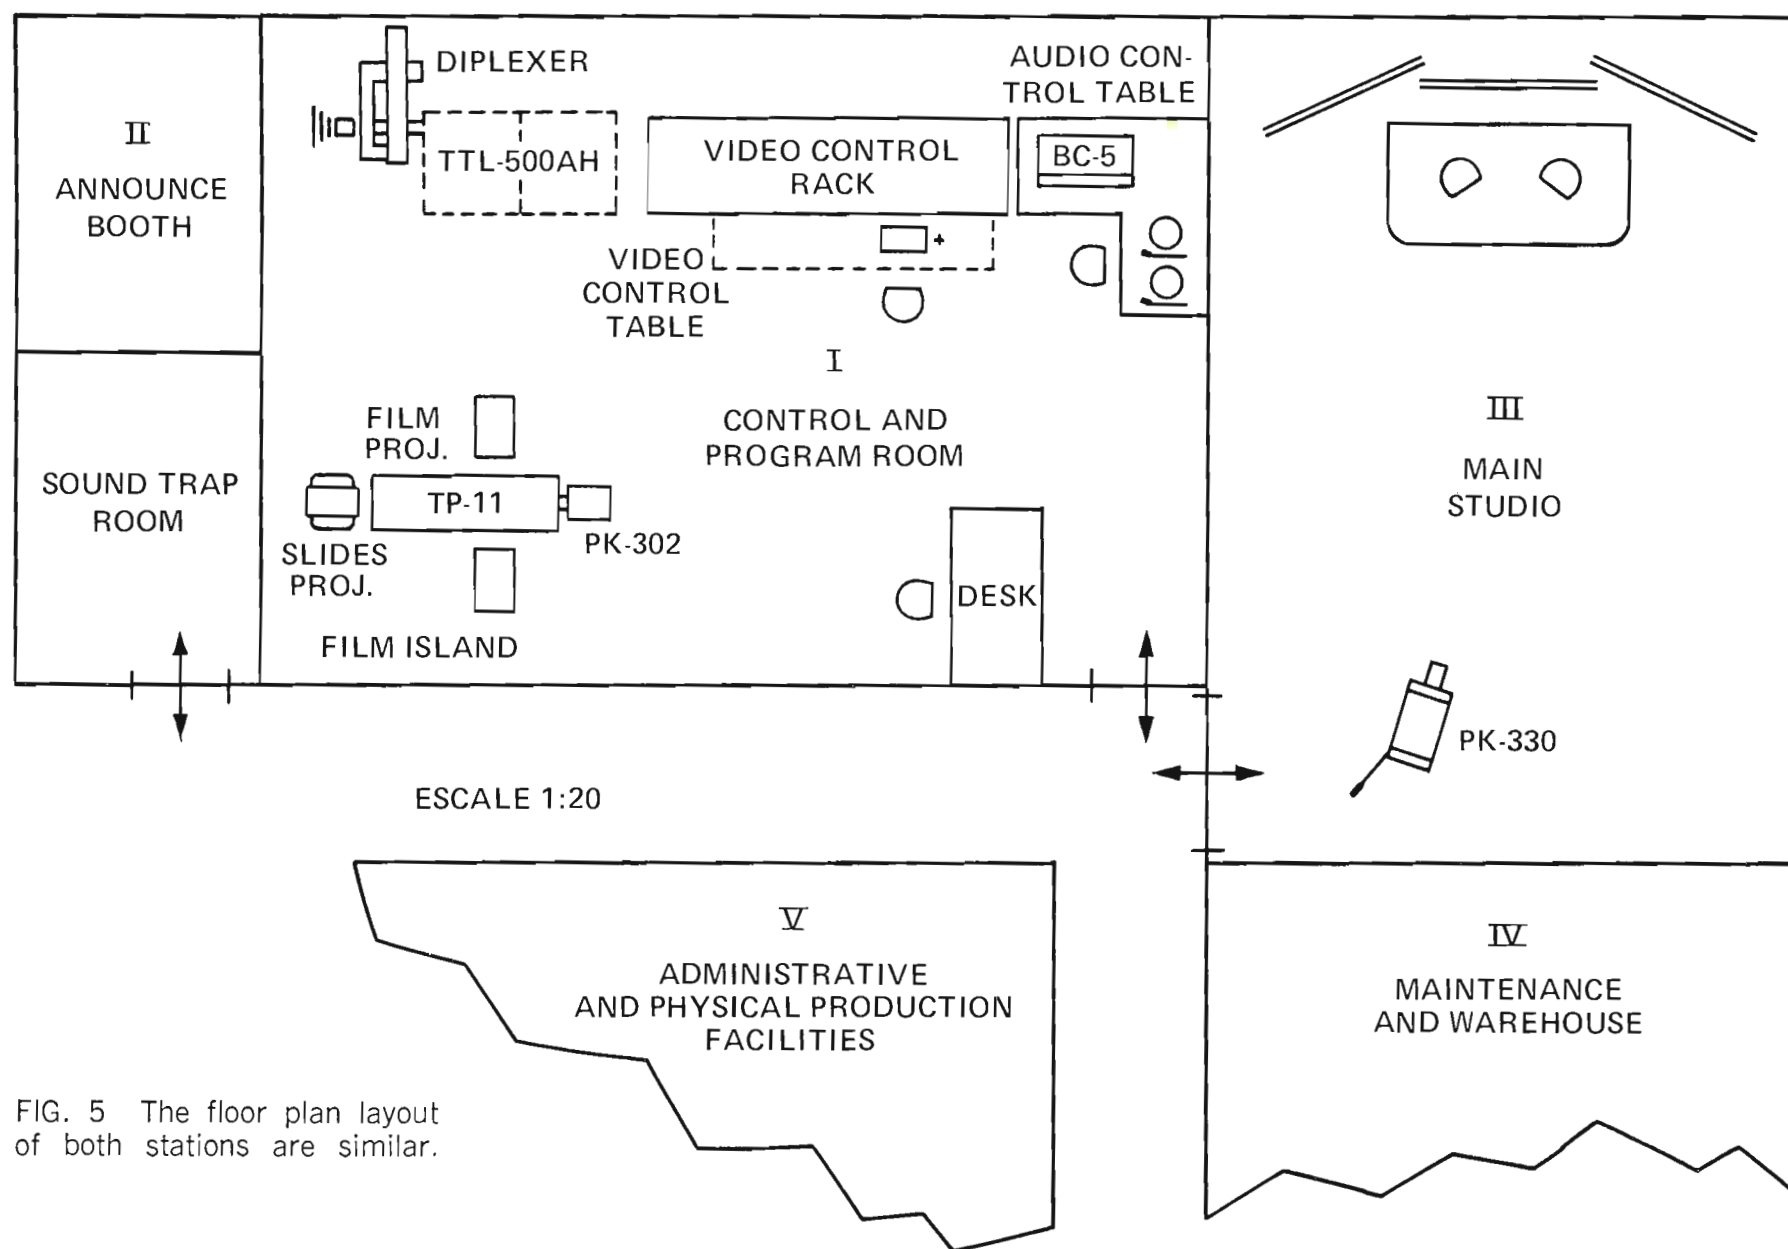 II
ANNOUNCE
BOOTH
SOUND TRAP
ROOM
DIPLEXER
TTL-500AH
VIDEO CONTROL
RACK
AUDIO CON-
TROL TABLE
BC-5
VIDEO
CONTROL
TABLE
I
CONTROL AND
PROGRAM ROOM
FILM
PROJ.
TP-11
PK-302
SLIDES
PROJ.
FILM ISLAND
DESK
III
MAIN
STUDIO
PK-330
ESCALE 1:20
V
ADMINISTRATIVE
AND PHYSICAL PRODUCTION
FACILITIES
IV
MAINTENANCE
AND WAREHOUSE
FIG. 5 The floor plan layout
of both stations are similar.